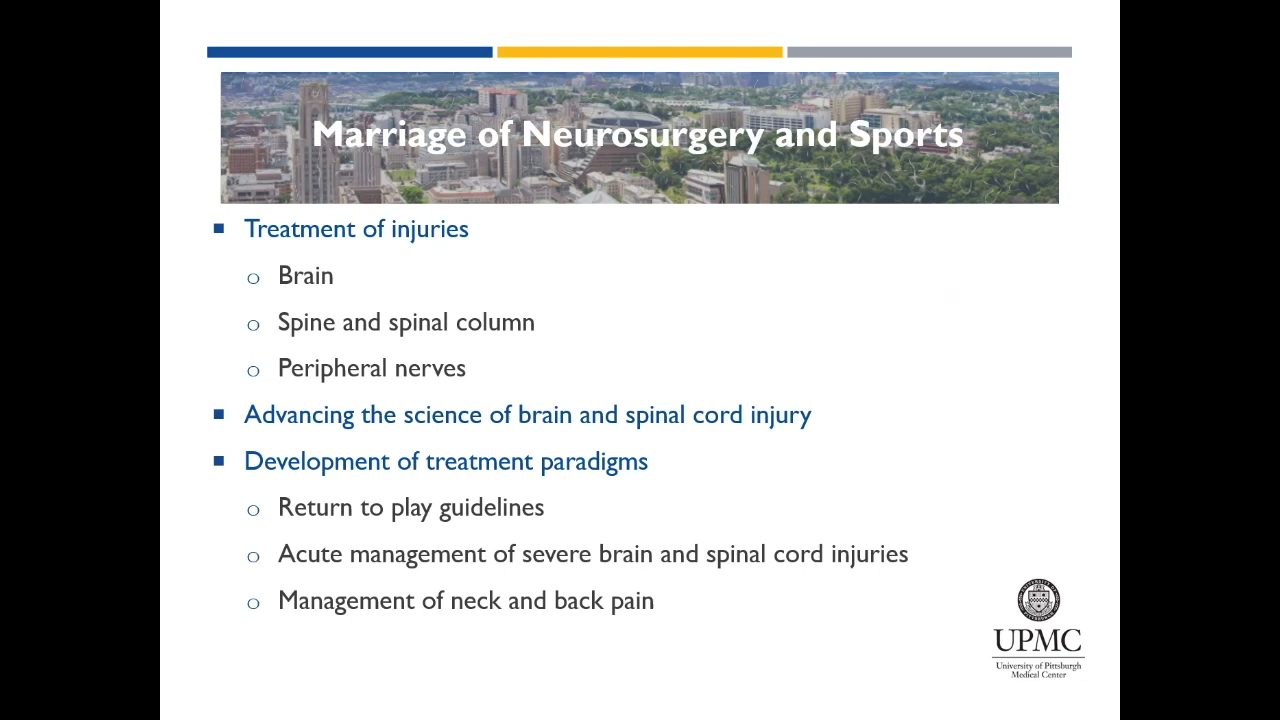 Marriage of Neurosurgery and Sports
Treatment of injuries
Brain
Spine and spinal column
Peripheral nerves
Advancing the science of brain and spinal cord injury
Development of treatment paradigms
Return to play guidelines
Acute management of severe brain and spinal cord injuries
Management of neck and back pain
UPMC
University of Pittsburgh
Medical Center